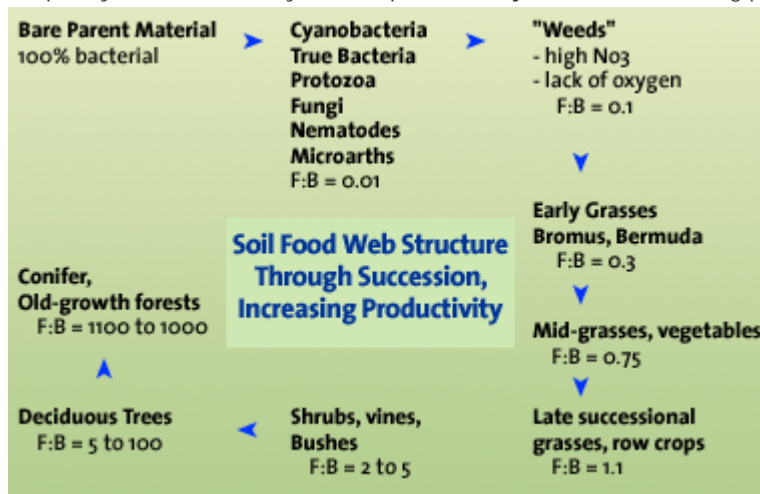 Bare Parent Material
100% bacterial
Cyanobacteria
True Bacteria
Protozoa
Fungi
Nematodes
Microarths
F:B = 0.01
"Weeds"
- high No3
- lack of oxygen
F:B = 0.1
Early Grasses
Bromus, Bermuda
F:B = 0.3
Mid-grasses, vegetables
F:B = 0.75
Late successional
grasses, row crops
F:B = 1.1
Shrubs, vines,
Bushes
F:B = 2 to 5
Deciduous Trees
F:B = 5 to 100
Conifer,
Old-growth forests
F:B = 1100 to 1000
Soil Food Web Structure
Through Succession,
Increasing Productivity